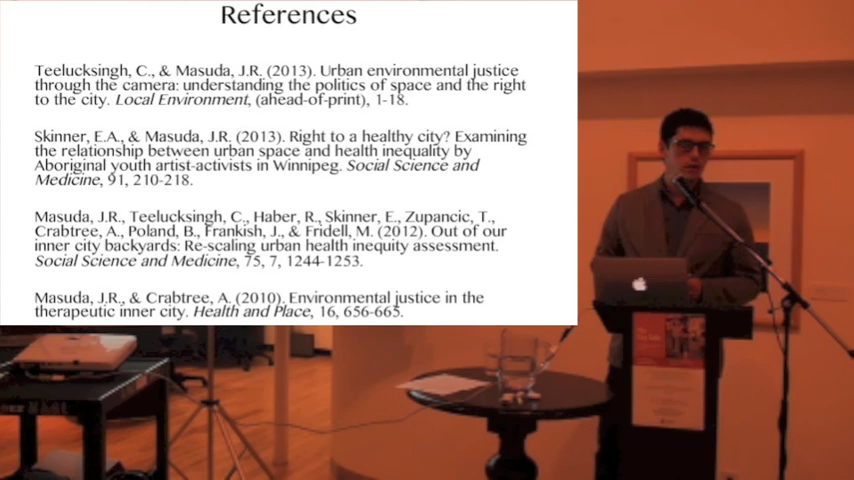 References
Teelucksingh, C., & Masuda, J.R. (2013). Urban environmental justice
through the camera: understanding the politics of space and the right
to the city. Local Environment, (ahead-of-print), 1-18.
Skinner, E.A., & Masuda, J.R. (2013). Right to a healthy city? Examining
the relationship between urban space and health inequality by
Aboriginal youth artist-activists in Winnipeg. Social Science and
Medicine, 91, 210-218.
Masuda, J.R., Teelucksingh, C., Haber, R., Skinner, E., Zupancic, T.,
Crabtree, A., Poland, B., Frankish, J., & Fridell, M. (2012). Out of our
inner city backyards: Re-scaling urban health inequity assessment.
Social Science and Medicine, 75, 7, 1244-1253.
Masuda, J.R., & Crabtree, A. (2010). Environmental justice in the
therapeutic inner city. Health and Place, 16, 656-665.